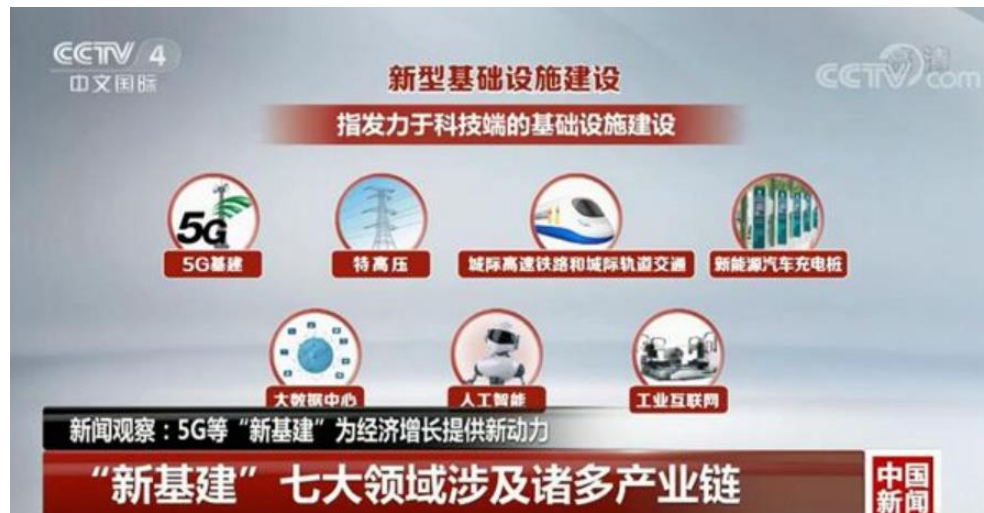 CCTV 4
中文国际
CCTV.com
高清
新型基础设施建设
指发力于科技端的基础设施建设
5G
5G基建
特高压
城际高速铁路和城际轨道交通
新能源汽车充电桩
大数据中心
人工智能
工业互联网
新闻观察：5G等“新基建”为经济增长提供新动力
“新基建”七大领域涉及诸多产业链
中国
新闻